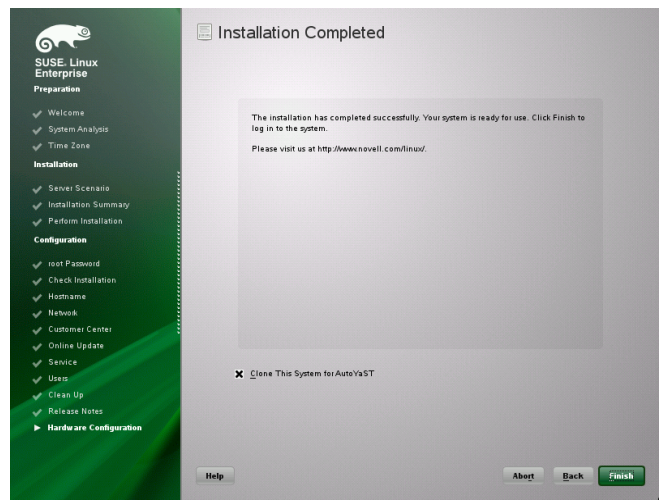 SUSE. Linux
Enterprise
Preparation
Welcome
System Analysis
Time Zone
Installation
Server Scenario
Installation Summary
Perform Installation
Configuration
root Password
Check Installation
Hostname
Network
Customer Center
Online Update
Service
Users
Clean Up
Release Notes
Hardware Configuration
Installation Completed
The installation has completed successfully. Your system is ready for use. Click Finish to
log in to the system.
Please visit us at http://www.novell.com/linux/.
Clone This System for AutoYaST
Help
Abort
Back
Finish